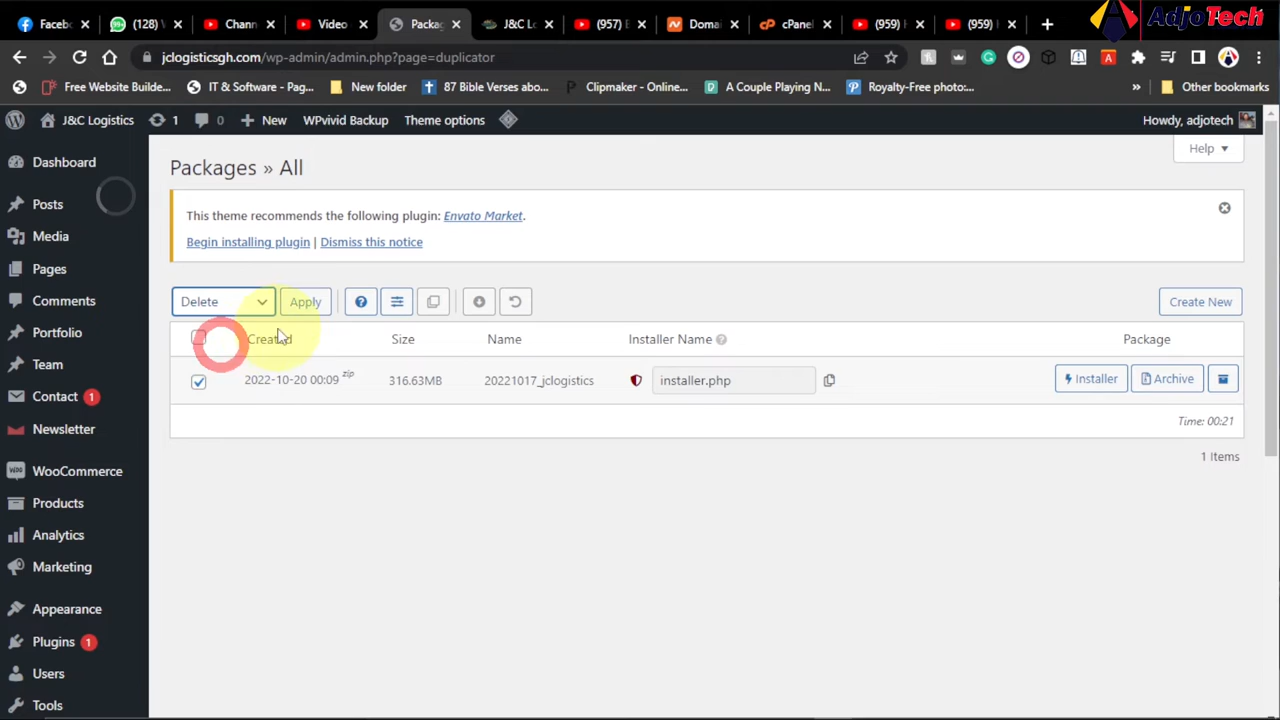 Facebo
(128) W
Chann
Video
Packag
J&C Lo
(957) B
Domai
cPanel
(959) H
(959) H
AdjoTech
jclogisticsgh.com/wp-admin/admin.php?page=duplicator
Free Website Builde...
IT & Software - Pag...
New folder
87 Bible Verses abo...
Clipmaker - Online...
A Couple Playing N...
Royalty-Free photo:...
»
Other bookmarks
J&C Logistics
1
0
New
WPvivid Backup
Theme options
Howdy, adjotech
Help
Dashboard
Posts
Media
Pages
Comments
Portfolio
Team
Contact 1
Newsletter
WooCommerce
Products
Analytics
Marketing
Appearance
Plugins 1
Users
Tools
Packages » All
This theme recommends the following plugin: Envato Market.
Begin installing plugin | Dismiss this notice
Delete
Apply
Create New
Created
Size
Name
Installer Name
Package
2022-10-20 00:09 zip
316.63MB
20221017_jclogistics
installer.php
Installer
Archive
Time: 00:21
1 Items